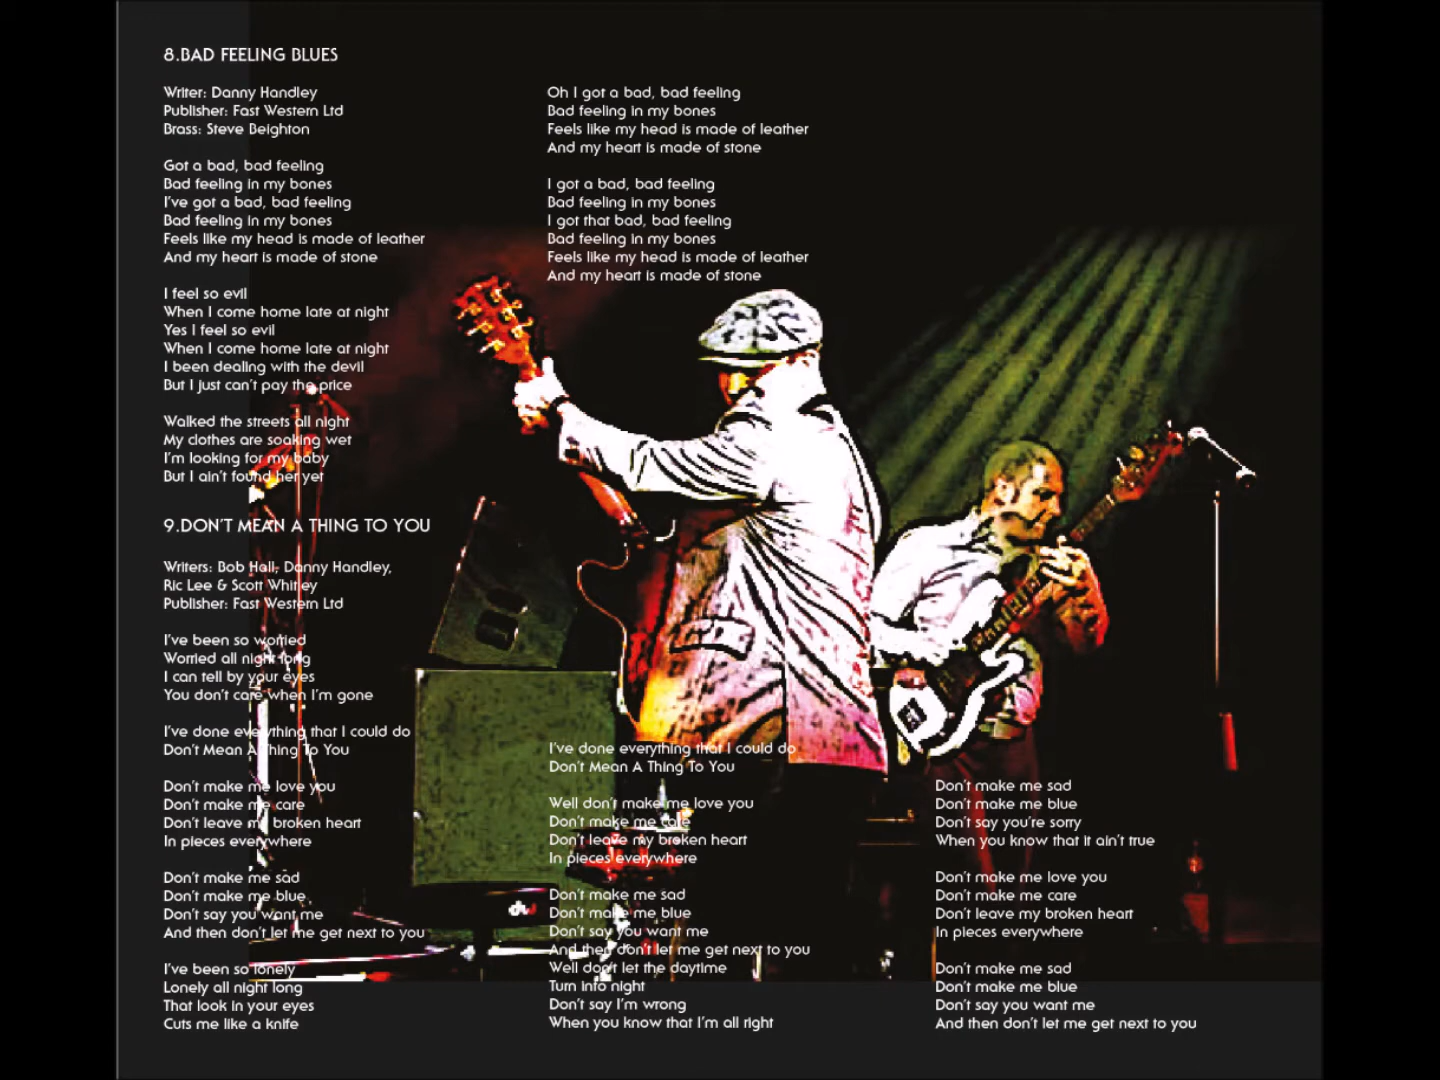 8.BAD FEELING BLUES
Writer: Danny Handley
Publisher: Fast Western Ltd
Brass: Steve Beighton
Got a bad, bad feeling
Bad feeling in my bones
I've got a bad, bad feeling
Bad feeling in my bones
Feels like my head is made of leather
And my heart is made of stone
I feel so evil
When I come home late at night
Yes I feel so evil
When I come home late at night
I been dealing with the devil
But I just can't pay the price
Walked the streets all night
My clothes are soaking wet
I'm looking for my baby
But I ain't found her yet
Oh I got a bad, bad feeling
Bad feeling in my bones
Feels like my head is made of leather
And my heart is made of stone
I got a bad, bad feeling
Bad feeling in my bones
I got that bad, bad feeling
Bad feeling in my bones
Feels like my head is made of leather
And my heart is made of stone
9.DON'T MEAN A THING TO YOU
Writers: Bob Hall, Danny Handley,
Ric Lee & Scott Whitley
Publisher: Fast Western Ltd
I've been so worried
Worried all night long
I can tell by your eyes
You don't care when I'm gone
I've done everything that I could do
Don't Mean A Thing To You
Don't make me love you
Don't make me care
Don't leave my broken heart
In pieces everywhere
Don't make me sad
Don't make me blue
Don't say you want me
And then don't let me get next to you
I've been so lonely
Lonely all night long
That look in your eyes
Cuts me like a knife
I've done everything that I could do
Don't Mean A Thing To You
Well don't make me love you
Don't make me care
Don't leave my broken heart
In pieces everywhere
Don't make me sad
Don't make me blue
Don't say you want me
And then don't let me get next to you
Well don't let the daytime
Turn into night
Don't say I'm wrong
When you know that I'm all right
Don't make me sad
Don't make me blue
Don't say you're sorry
When you know that it ain't true
Don't make me love you
Don't make me care
Don't leave my broken heart
In pieces everywhere
Don't make me sad
Don't make me blue
Don't say you want me
And then don't let me get next to you
dw